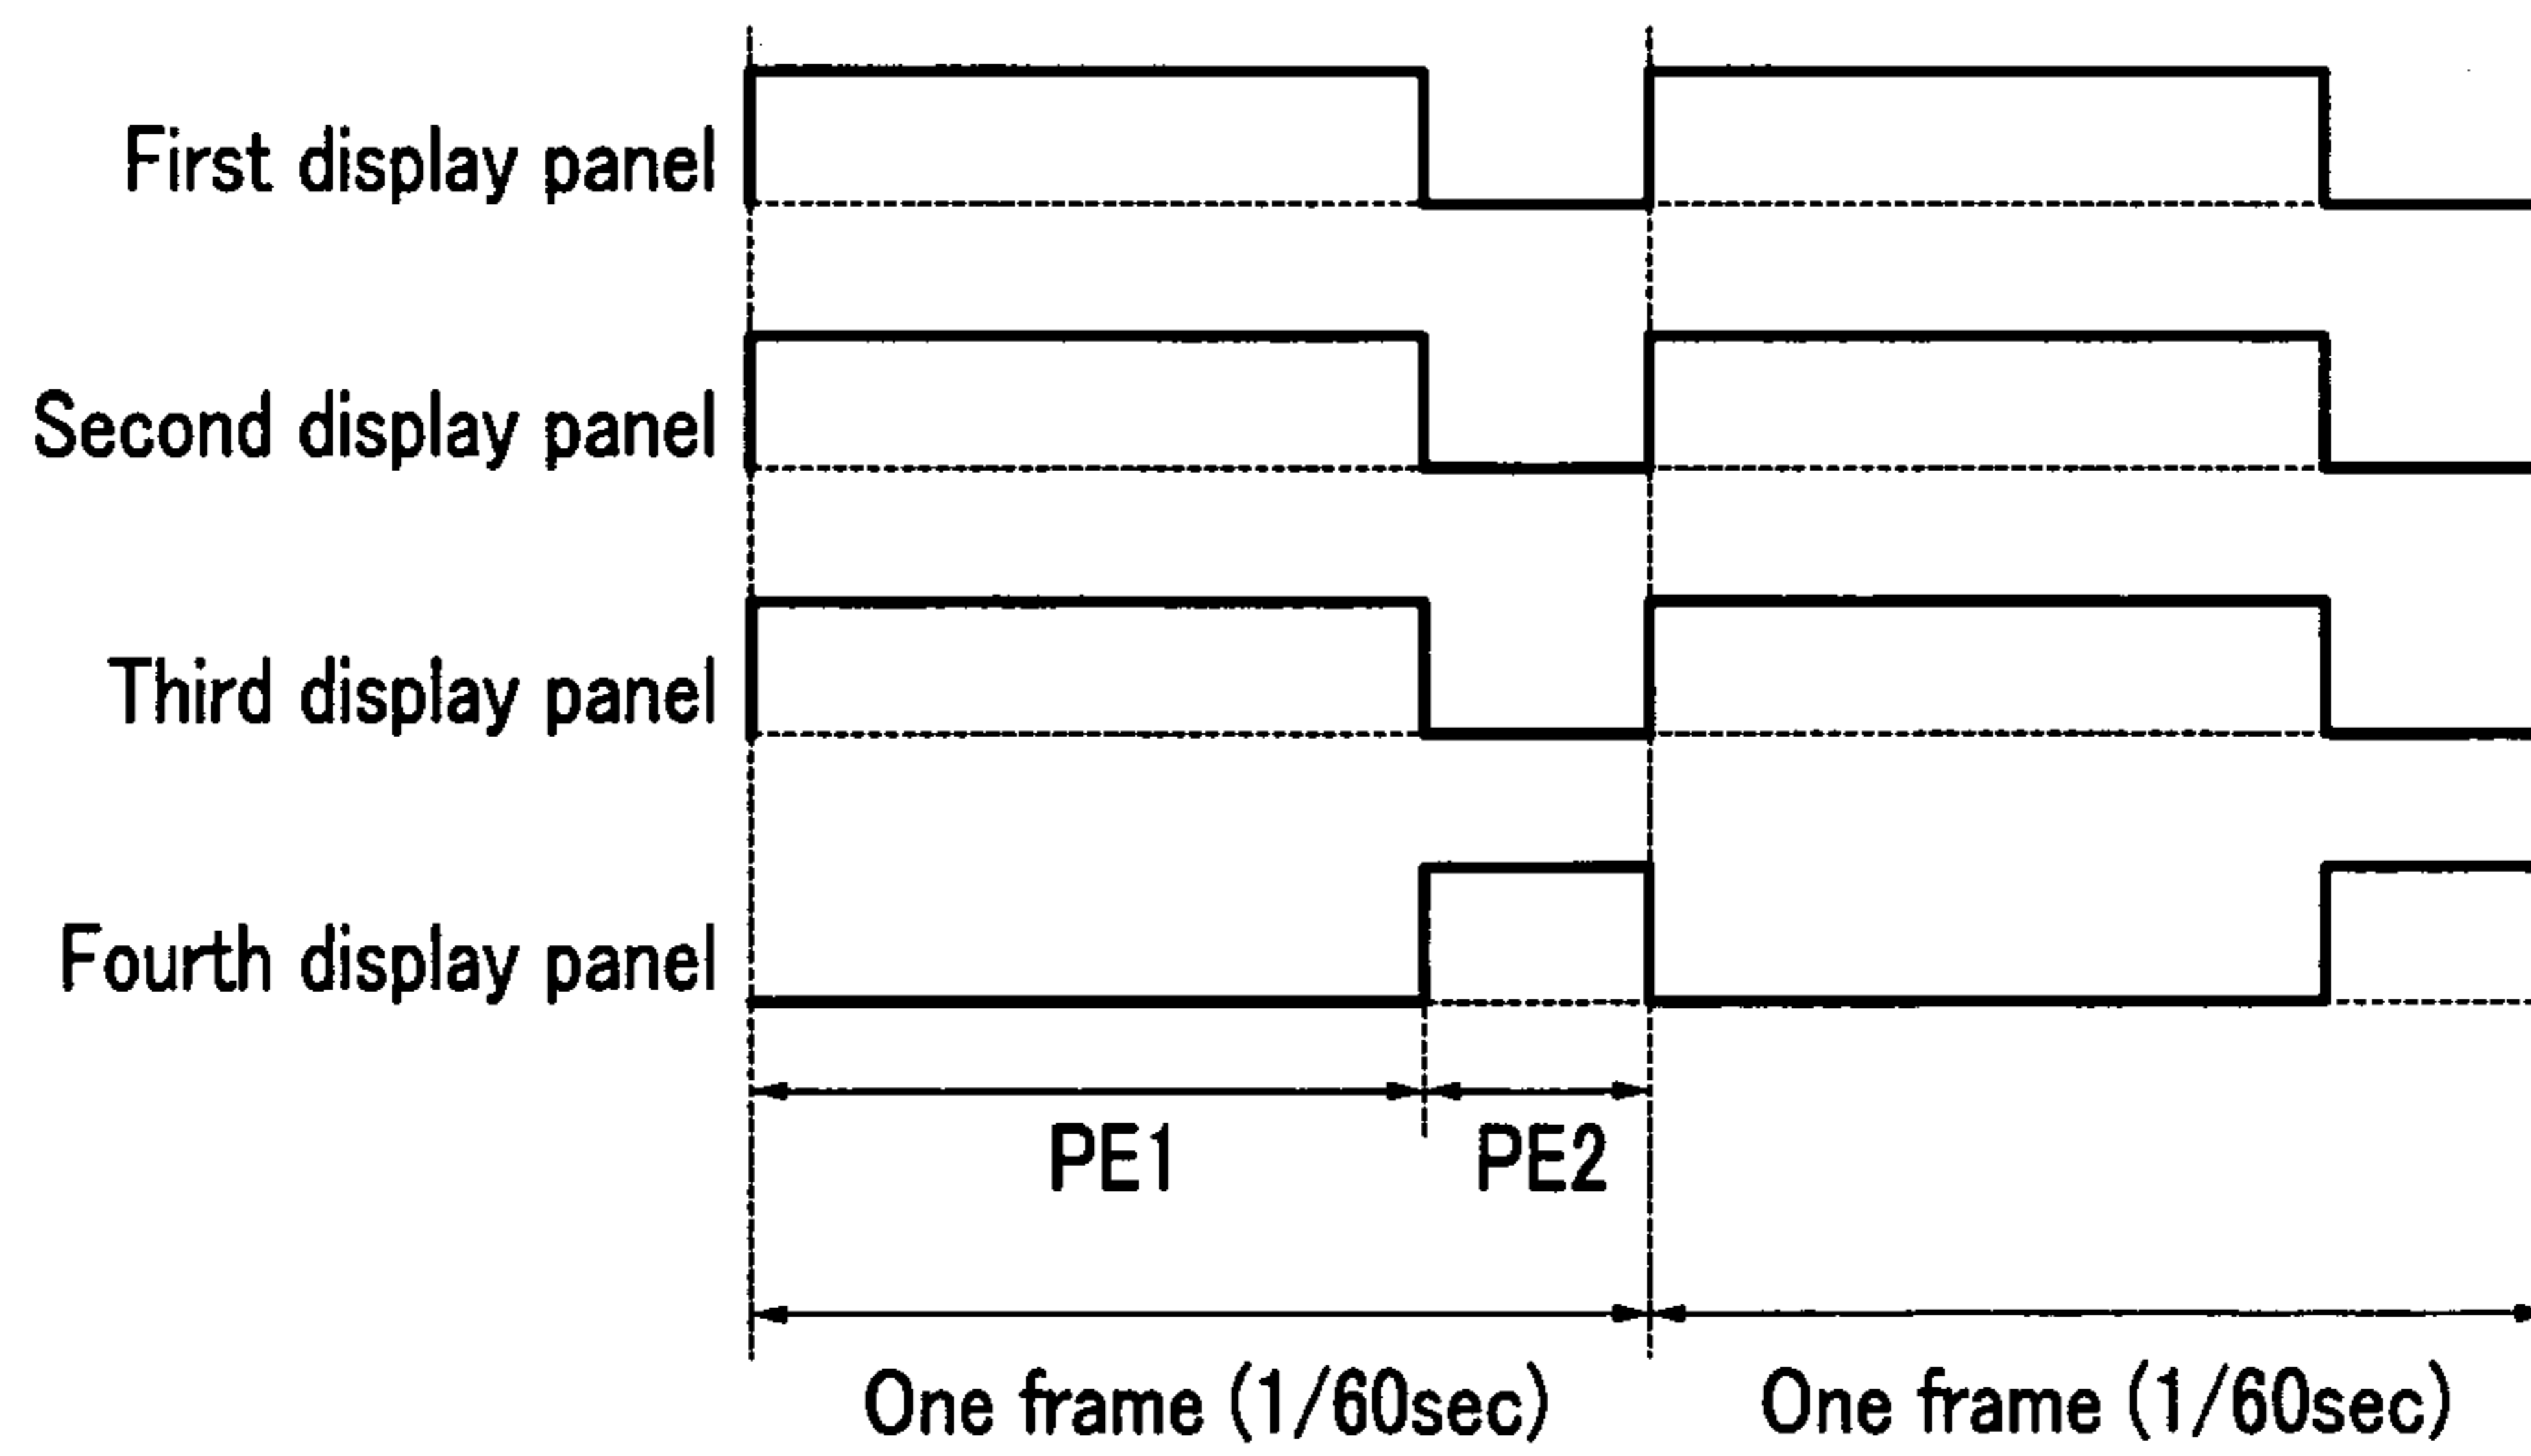 First display panel
Second display panel
Third display panel
Fourth display panel
PE1
PE2
One frame (1/60sec)
One frame (1/60sec)